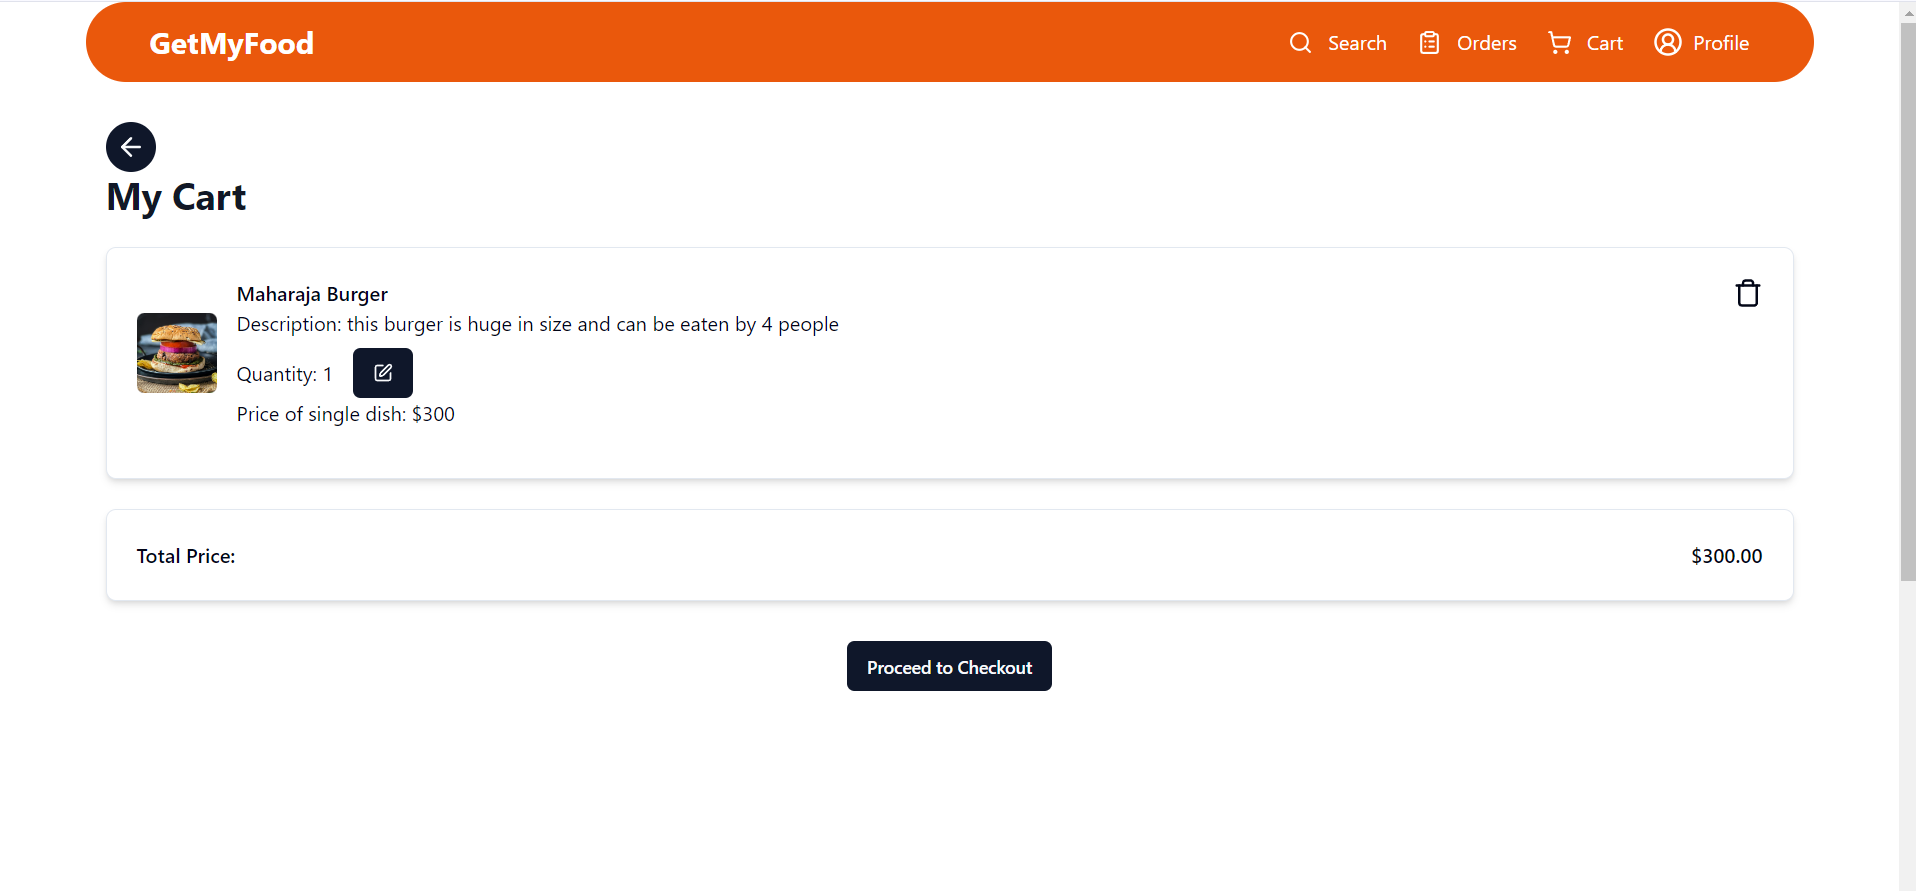 GetMyFood
Search
Orders
Cart
Profile
My Cart
Maharaja Burger
Description: this burger is huge in size and can be eaten by 4 people
Quantity: 1
Price of single dish: $300
Total Price:
$300.00
Proceed to Checkout